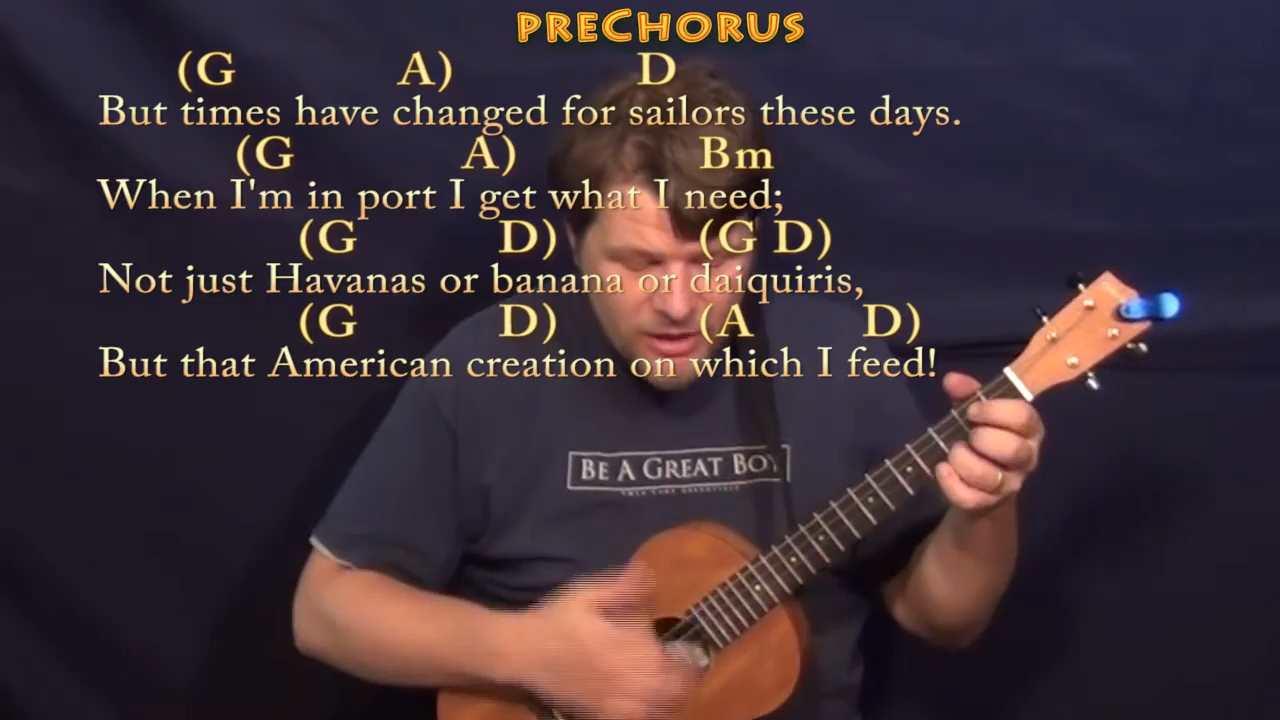 PRECHORUS
(G A) D
But times have changed for sailors these days.
(G A) Bm
When I'm in port I get what I need;
(G D) (G D)
Not just Havanas or banana or daiquiris,
(G D) (A D)
But that American creation on which I feed!
BE A GREAT BOY